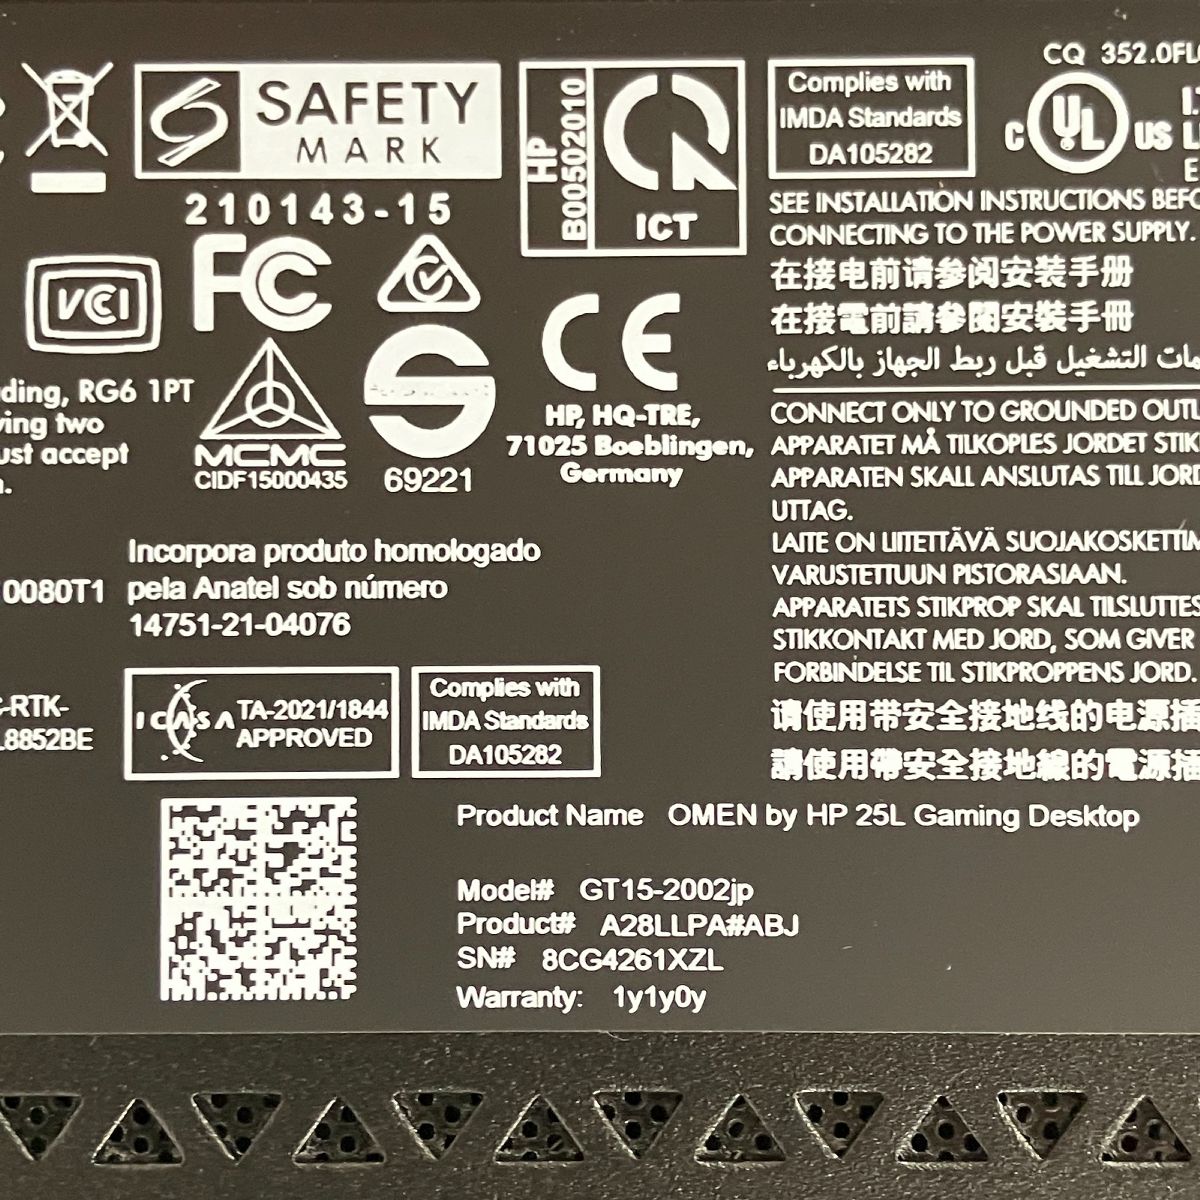 SAFETY
MARK
210143-15
HP
B00502010
ICT
Complies with
IMDA Standards
DA105282
CQ 352.0FL
C UL US
SEE INSTALLATION INSTRUCTIONS BEFO
CONNECTING TO THE POWER SUPPLY.
在接电前请参阅安装手册
在接電前請參閱安裝手冊
التشغيل قبل ربط الجهاز بالكهرباء
VCCI
FC
CE
HP, HQ-TRE,
71025 Boeblingen,
Germany
ding, RG6 1PT
ving two
ust accept
MCMC
CIDF15000435
S
69221
CONNECT ONLY TO GROUNDED OUTL
APPARATET MÅ TILKOPLES JORDET STIK
APPARATEN SKALL ANSLUTAS TILL JORD
UTTAG.
LAITE ON LIITETTÄVÄ SUOJAKOSKETTIM
VARUSTETTUUN PISTORASIAAN.
APPARATETS STIKPROP SKAL TILSLUTTES
STIKKONTAKT MED JORD, SOM GIVER
FORBINDELSE TIL STIKPROPPENS JORD.
请使用带安全接地线的电源插
請使用帶安全接地線的電源插
Incorpora produto homologado
pela Anatel sob número
14751-21-04076
0080T1
-RTK-
L8852BE
ICASA
TA-2021/1844
APPROVED
Complies with
IMDA Standards
DA105282
Product Name OMEN by HP 25L Gaming Desktop
Model# GT15-2002jp
Product# A28LLPA#ABJ
SN# 8CG4261XZL
Warranty: 1y1y0y